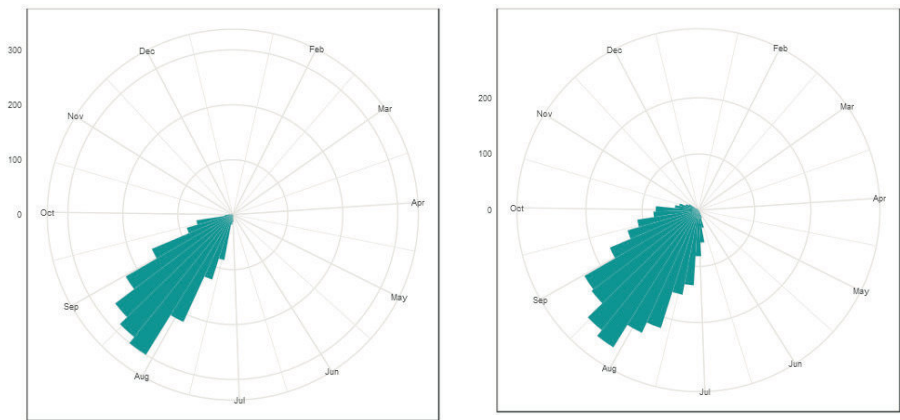 Dec
Feb
300
Nov
Mar
200
100
Apr
Oct
0
May
Sep
Jun
Aug
Jul
Dec
Feb
200
Nov
Mar
100
Apr
Oct
0
May
Sep
Jun
Aug
Jul